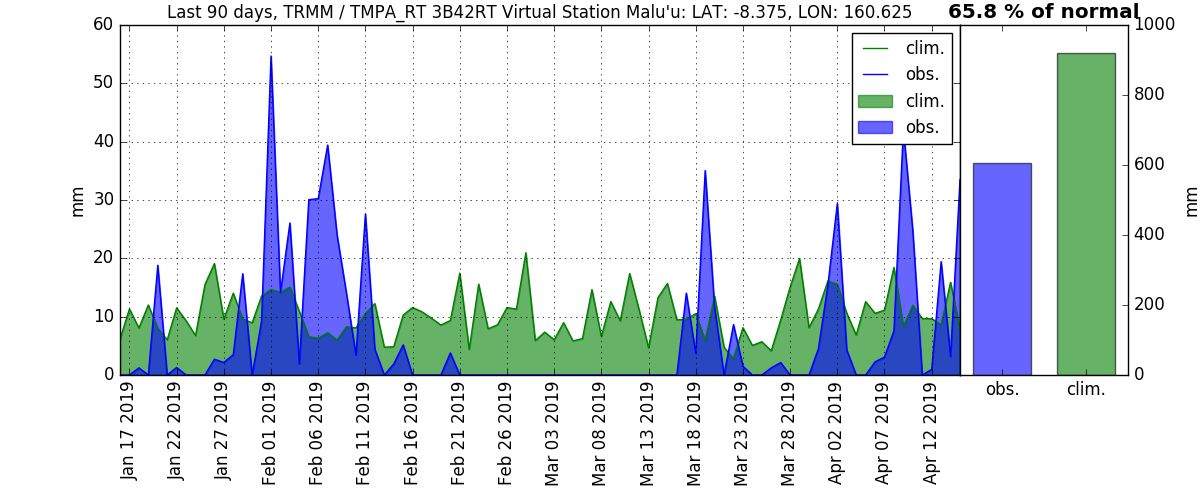 Last 90 days, TRMM / TMPA_RT 3B42RT Virtual Station Malu'u: LAT: -8.375, LON: 160.625
65.8 % of normal
60
50
40
30
20
10
0
mm
clim.
obs.
clim.
obs.
1000
800
600
400
200
0
mm
Jan 17 2019
Jan 22 2019
Jan 27 2019
Feb 01 2019
Feb 06 2019
Feb 11 2019
Feb 16 2019
Feb 21 2019
Feb 26 2019
Mar 03 2019
Mar 08 2019
Mar 13 2019
Mar 18 2019
Mar 23 2019
Mar 28 2019
Apr 02 2019
Apr 07 2019
Apr 12 2019
obs.
clim.